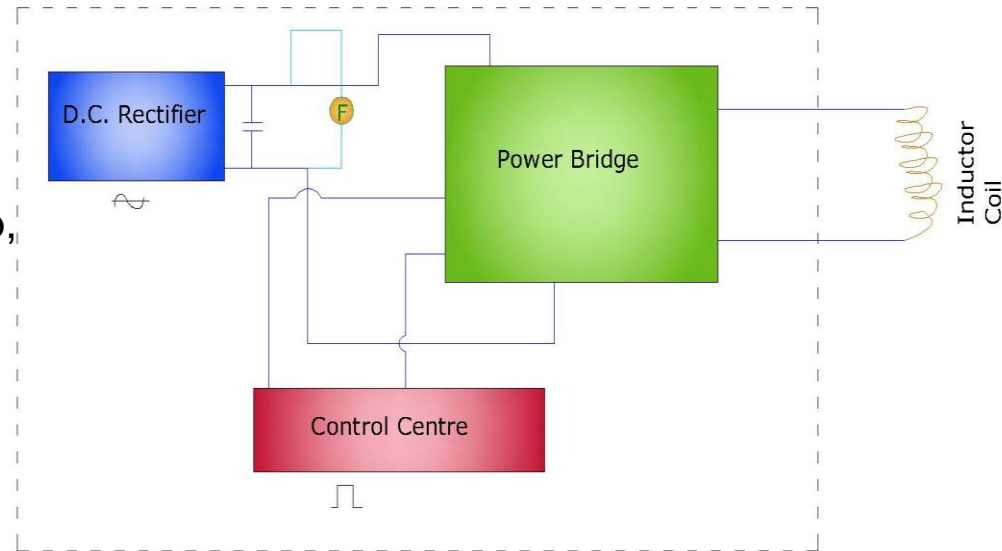 D.C. Rectifier
F
Power Bridge
Inductor
Coil
Control Centre